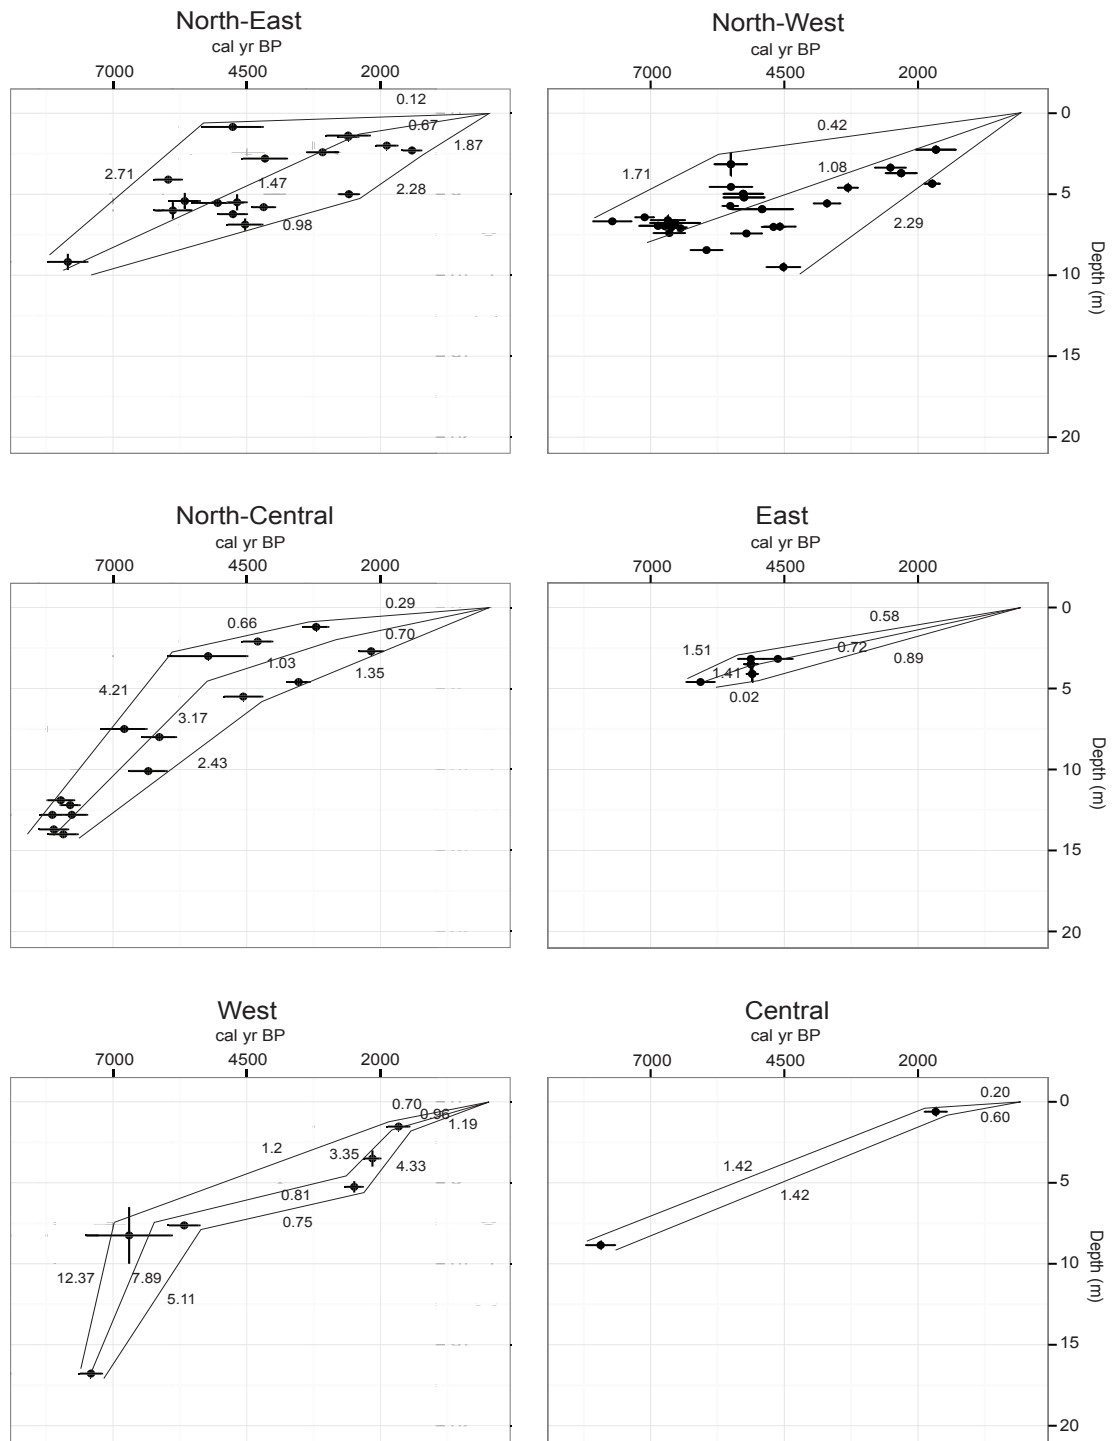 North-East
cal yr BP
7000 4500 2000
0.12
0.67
1.87
2.71
1.47
2.28
0.98
North-West
cal yr BP
7000 4500 2000
0.42
1.71
1.08
2.29
0
5
10
15
20
Depth (m)
North-Central
cal yr BP
7000 4500 2000
0.29
0.66
0.70
1.03
1.35
4.21
3.17
2.43
East
cal yr BP
7000 4500 2000
0.58
0.72
1.51
0.89
1.41
0.02
0
5
10
15
20
Depth (m)
West
cal yr BP
7000 4500 2000
0.70
0.96
1.19
1.2
3.35
4.33
0.81
0.75
12.37
7.89
5.11
Central
cal yr BP
7000 4500 2000
0.20
0.60
1.42
1.42
0
5
10
15
20
Depth (m)